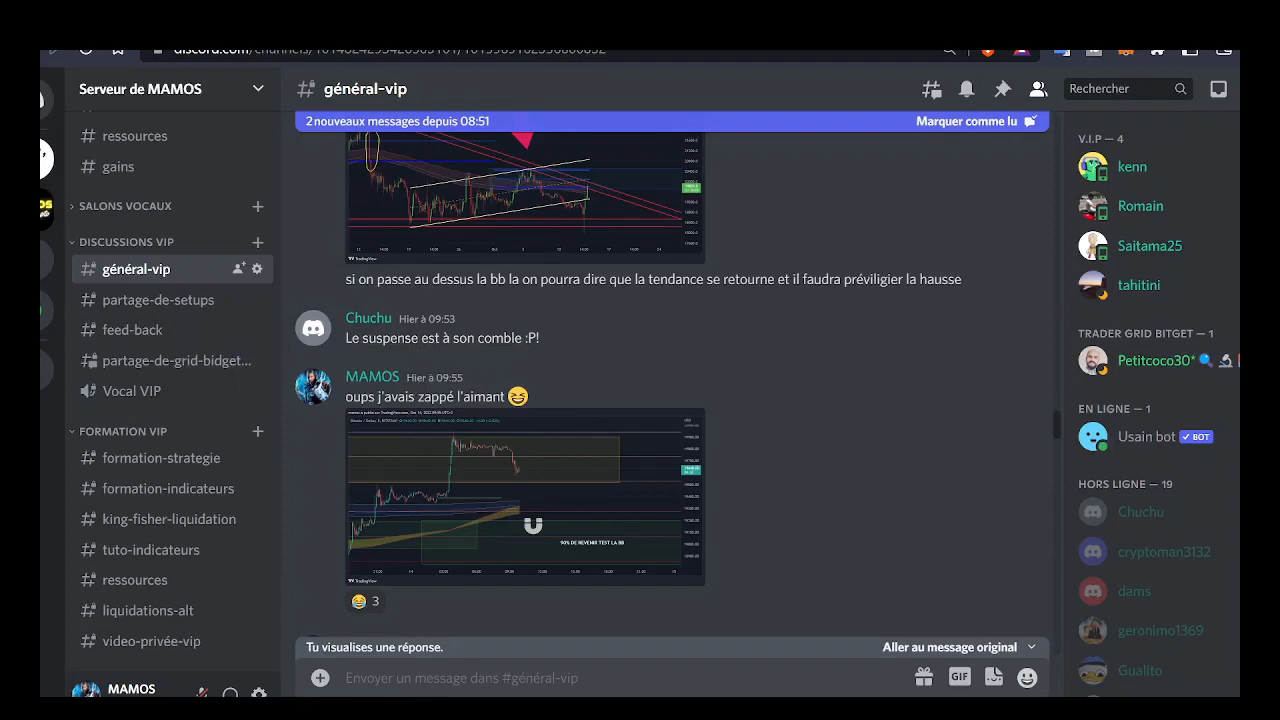 Serveur de MAMOS
ressources
gains
SALONS VOCAUX
DISCUSSIONS VIP
général-vip
partage-de-setups
feed-back
partage-de-grid-bidget...
Vocal VIP
FORMATION VIP
formation-strategie
formation-indicateurs
king-fisher-liquidation
tuto-indicateurs
ressources
liquidations-alt
video-privée-vip
MAMOS
général-vip
Rechercher
2 nouveaux messages depuis 08:51
Marquer comme lu
TradingView
si on passe au dessus la bb la on pourra dire que la tendance se retourne et il faudra préviligier la hausse
Chuchu Hier à 09:53
Le suspense est à son comble :P!
MAMOS Hier à 09:55
oups j'avais zappé l'aimant
90% DE REVENIR TEST LA BB
TradingView
3
Tu visualises une réponse.
Aller au message original
Envoyer un message dans #général-vip
GIF
V.I.P — 4
kenn
Romain
Saitama25
tahitini
TRADER GRID BITGET — 1
Petitcoco30*
EN LIGNE — 1
Usain bot BOT
HORS LIGNE — 19
Chuchu
cryptoman3132
dams
geronimo1369
Gualito